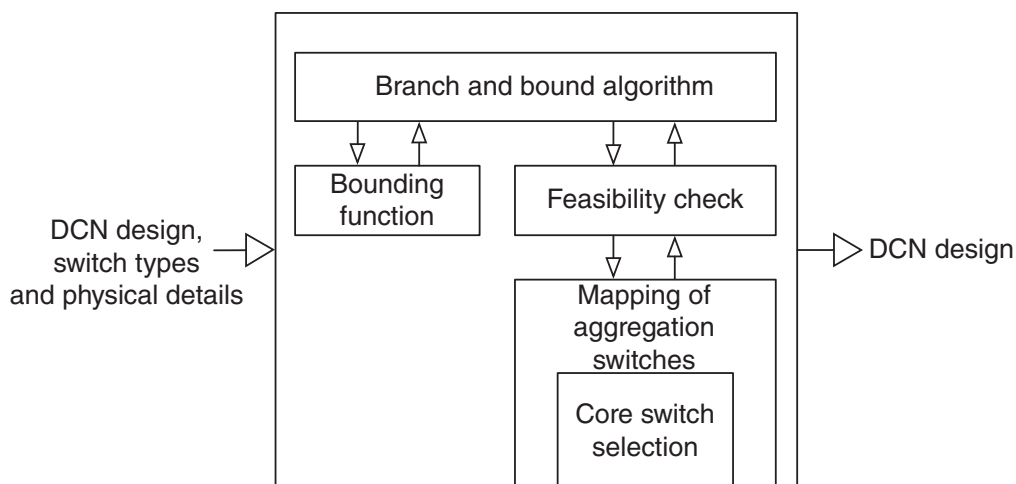 Branch and bound algorithm
Bounding
function
Feasibility check
DCN design,
switch types
and physical details
DCN design
Mapping of
aggregation
switches
Core switch
selection